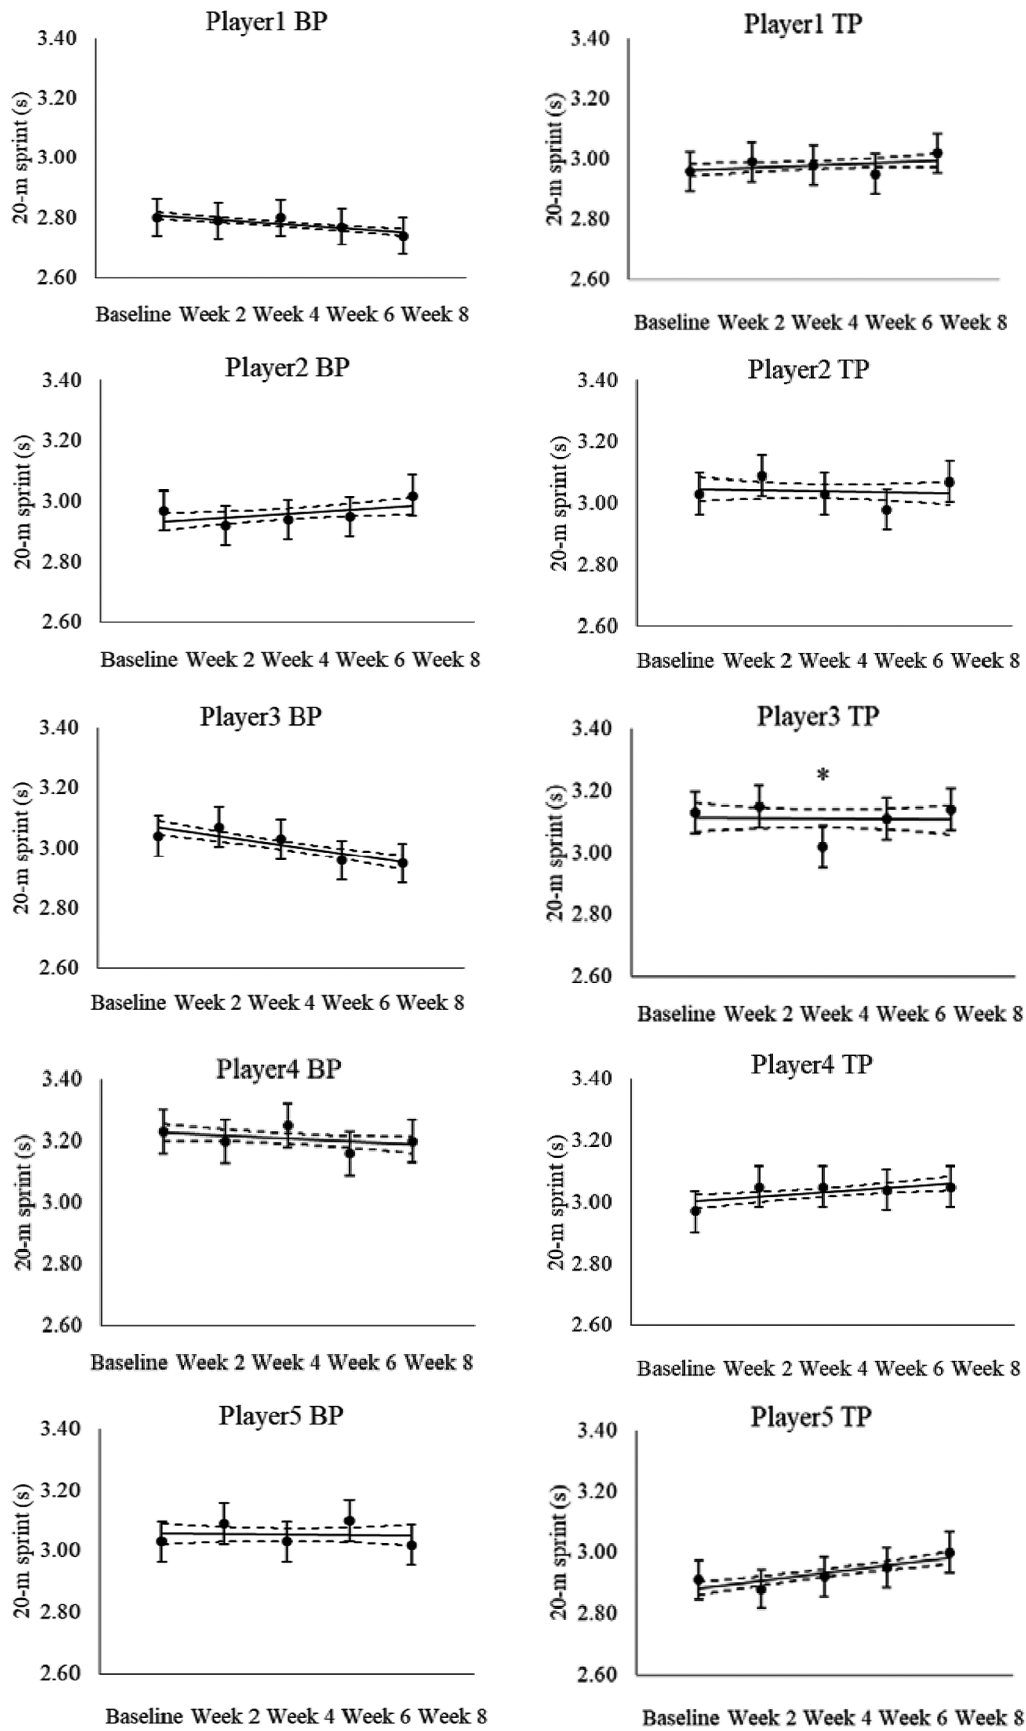 Player1 BP
20-m sprint (s)
3.40
3.20
3.00
2.80
2.60
Baseline Week 2 Week 4 Week 6 Week 8
Player1 TP
20-m sprint (s)
3.40
3.20
3.00
2.80
2.60
Baseline Week 2 Week 4 Week 6 Week 8
Player2 BP
20-m sprint (s)
3.40
3.20
3.00
2.80
2.60
Baseline Week 2 Week 4 Week 6 Week 8
Player2 TP
20-m sprint (s)
3.40
3.20
3.00
2.80
2.60
Baseline Week 2 Week 4 Week 6 Week 8
Player3 BP
20-m sprint (s)
3.40
3.20
3.00
2.80
2.60
Baseline Week 2 Week 4 Week 6 Week 8
Player3 TP
20-m sprint (s)
3.40
3.20
3.00
2.80
2.60
*
Baseline Week 2 Week 4 Week 6 Week 8
Player4 BP
20-m sprint (s)
3.40
3.20
3.00
2.80
2.60
Baseline Week 2 Week 4 Week 6 Week 8
Player4 TP
20-m sprint (s)
3.40
3.20
3.00
2.80
2.60
Baseline Week 2 Week 4 Week 6 Week 8
Player5 BP
20-m sprint (s)
3.40
3.20
3.00
2.80
2.60
Baseline Week 2 Week 4 Week 6 Week 8
Player5 TP
20-m sprint (s)
3.40
3.20
3.00
2.80
2.60
Baseline Week 2 Week 4 Week 6 Week 8